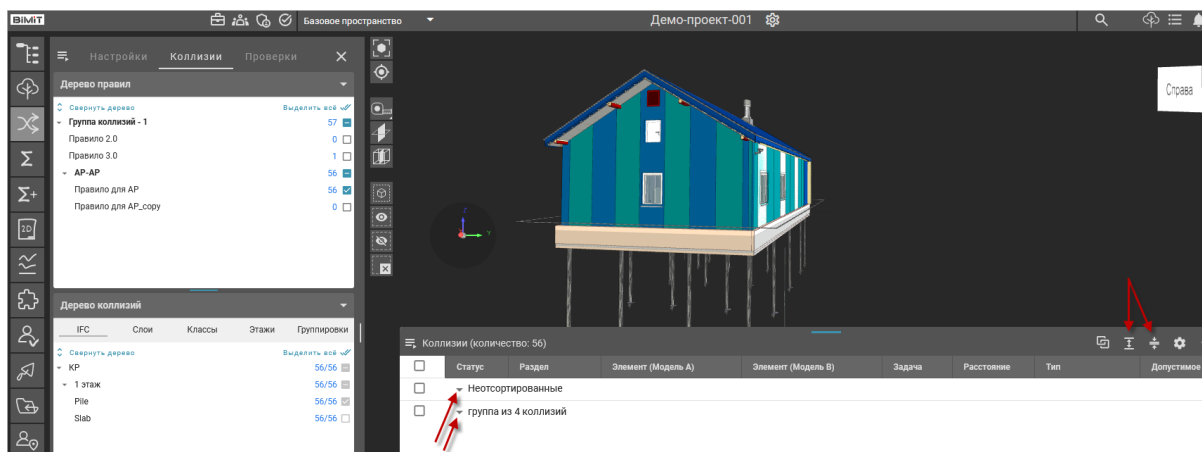 BIMIT
Базовое пространство
Демо-проект-001
Настройки Коллизии Проверки
Дерево правил
Свернуть дерево Выделить всё
Группа коллизий - 1 57
Правило 2.0 0
Правило 3.0 1
АР-АР 56
Правило для АР 56
Правило для АР_copy 0
Дерево коллизий
IFC Слои Классы Этажи Группировки
Свернуть дерево Выделить всё
КР 56/56
1 этаж 56/56
Pile 56/56
Slab 56/56
Σ
Σ+
2D
Z
Y
Справа
Коллизии (количество: 56)
Статус Раздел Элемент (Модель A) Элемент (Модель B) Задача Расстояние Тип Допустимое
Неотсортированные
группа из 4 коллизий